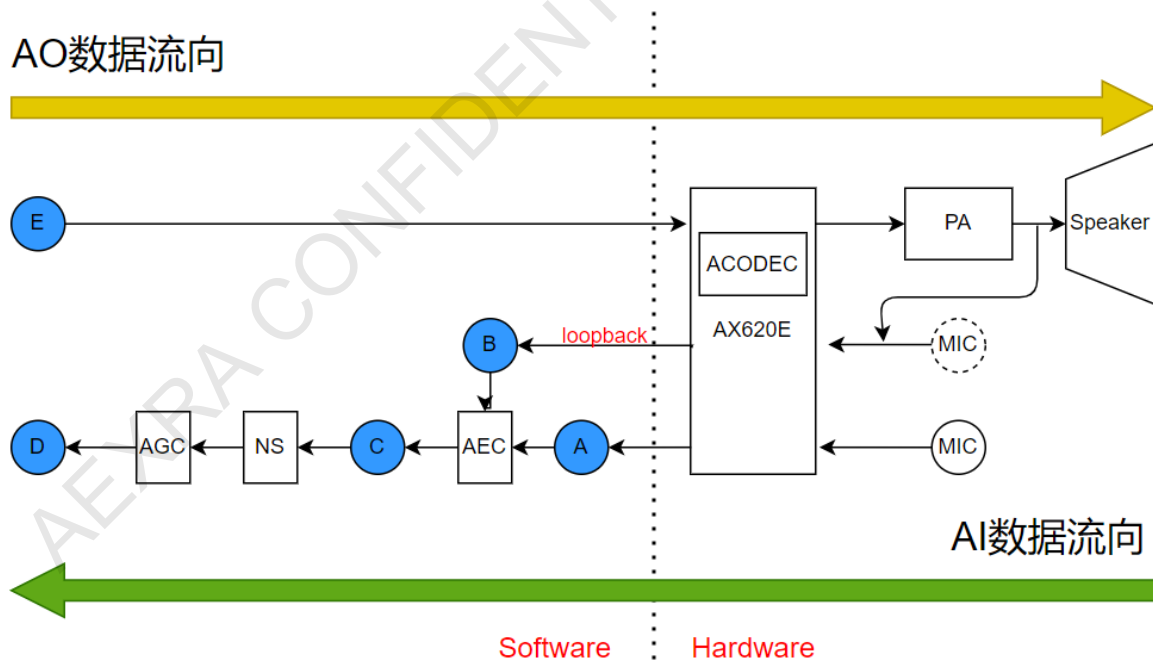 AO数据流向
E
PA
Speaker
ACODEC
AX620E
B
loopback
MIC
D
AGC
NS
C
AEC
A
MIC
AI数据流向
Software
Hardware
AEXRA CONFIDENT